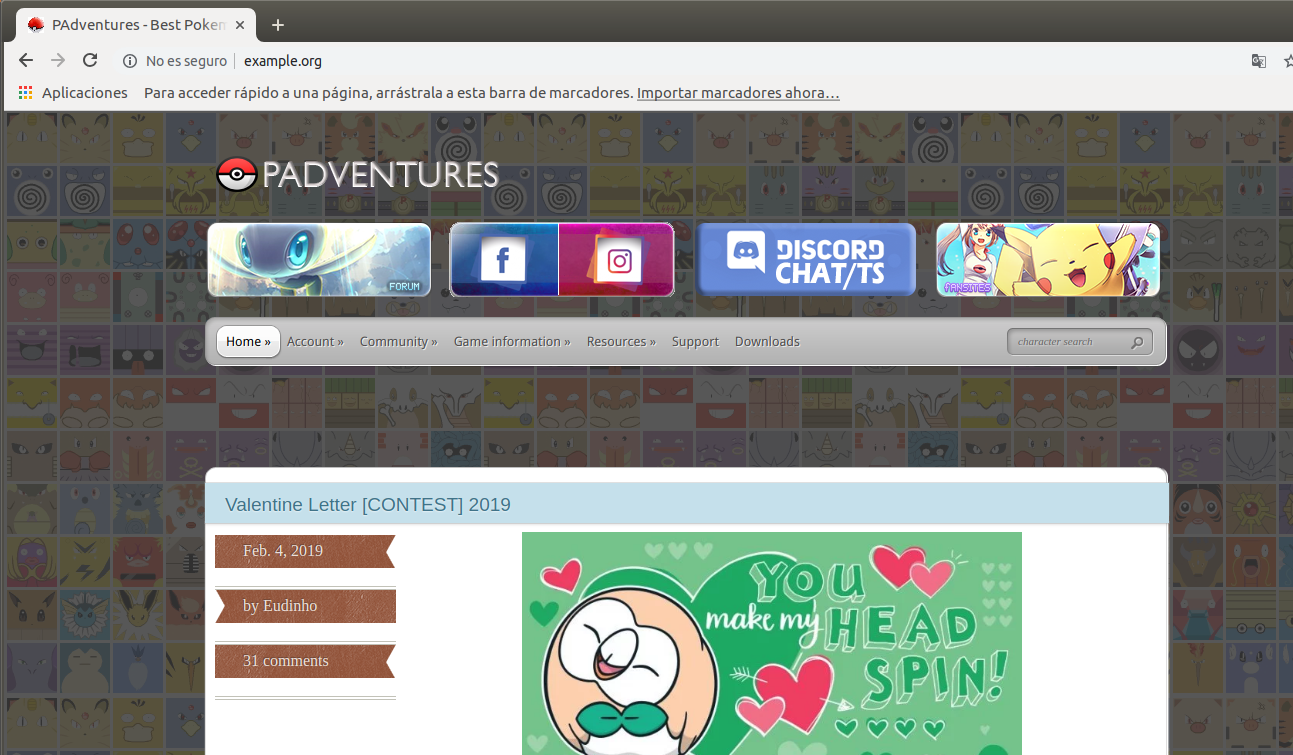 PAdventures - Best Pokem
No es seguro
example.org
Aplicaciones
Para acceder rápido a una página, arrástrala a esta barra de marcadores. Importar marcadores ahora…
PADVENTURES
FORUM
DISCORD
CHAT/TS
FANSITES
Home »
Account »
Community »
Game information »
Resources »
Support
Downloads
character search
Valentine Letter [CONTEST] 2019
Feb. 4, 2019
by Eudinho
31 comments
YOU
make my HEAD
SPIN!